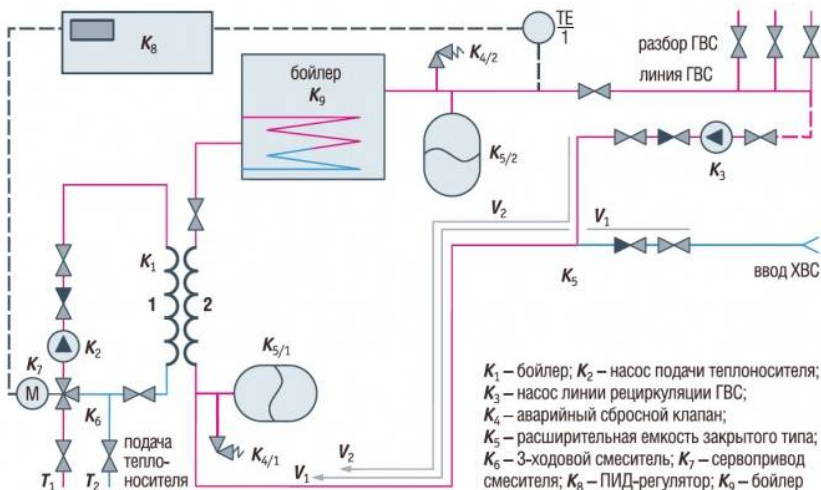 K8
TE
1
K4/2
разбор ГВС
линия ГВС
бойлер
K9
K5/2
K3
V2
V1
K1
1
2
K5
ввод ХВС
K2
K7
M
K5/1
K6
подача
тепло-
носителя
K4/1
V2
V1
T1
T2
K1 – бойлер; K2 – насос подачи теплоносителя;
K3 – насос линии рециркуляции ГВС;
K4 – аварийный сбросной клапан;
K5 – расширительная емкость закрытого типа;
K6 – 3-ходовой смеситель; K7 – сервопривод
смесителя; K8 – ПИД-регулятор; K9 – бойлер